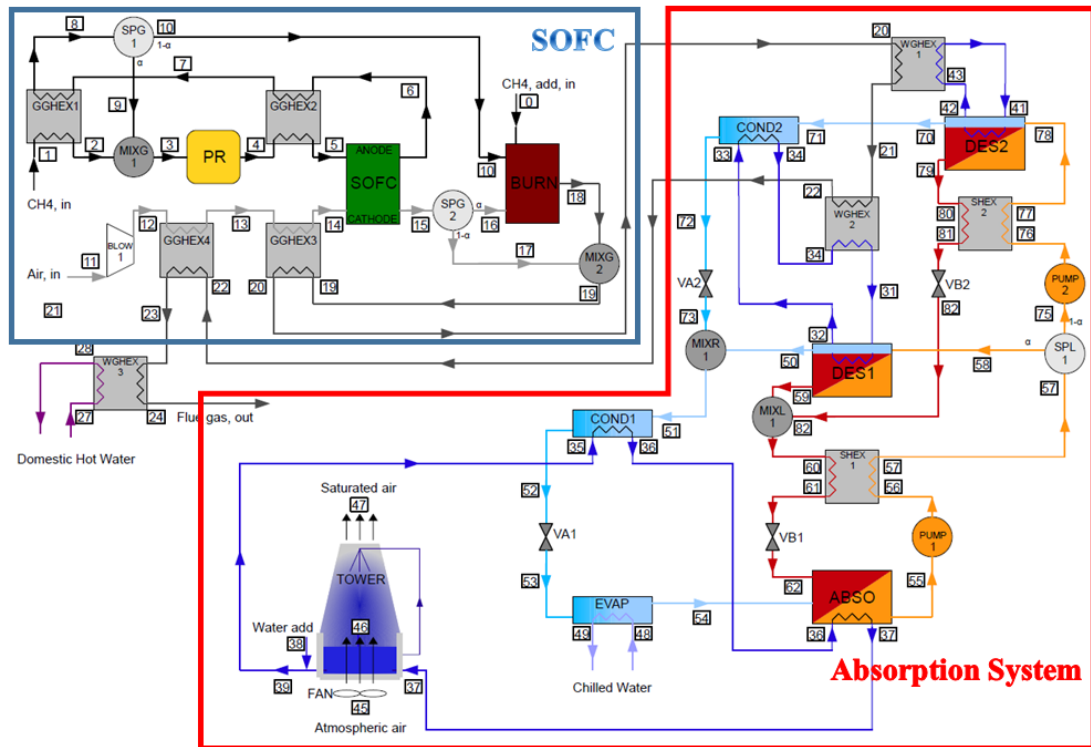 8
SPG
1
10
1-α
α
SOFC
CH4, add, in
0
20
WGHEX
1
43
7
6
GGHEX1
GGHEX2
9
1
2
MIXG
1
3
PR
4
5
ANODE
SOFC
CATHODE
10
BURN
18
CH4, in
12
13
14
15
SPG
2
α
16
1-α
17
MIXG
2
19
BLOW
1
11
Air, in
GGHEX4
GGHEX3
23
22
20
19
21
42
41
COND2
71
70
DES2
78
33
34
21
79
22
WGHEX
2
34
80
81
SHEX
2
77
76
72
VA2
73
31
32
VB2
82
PUMP
2
75
1-α
α
SPL
1
MIXR
1
50
DES1
58
57
59
MIXL
1
82
28
WGHEX
3
27
24
Flue gas, out
Domestic Hot Water
COND1
51
35
36
60
61
SHEX
1
57
56
52
VA1
53
VB1
62
PUMP
1
55
Saturated air
47
TOWER
46
Water add
38
39
37
FAN
45
Atmospheric air
EVAP
54
49
48
Chilled Water
ABSO
36
37
Absorption System